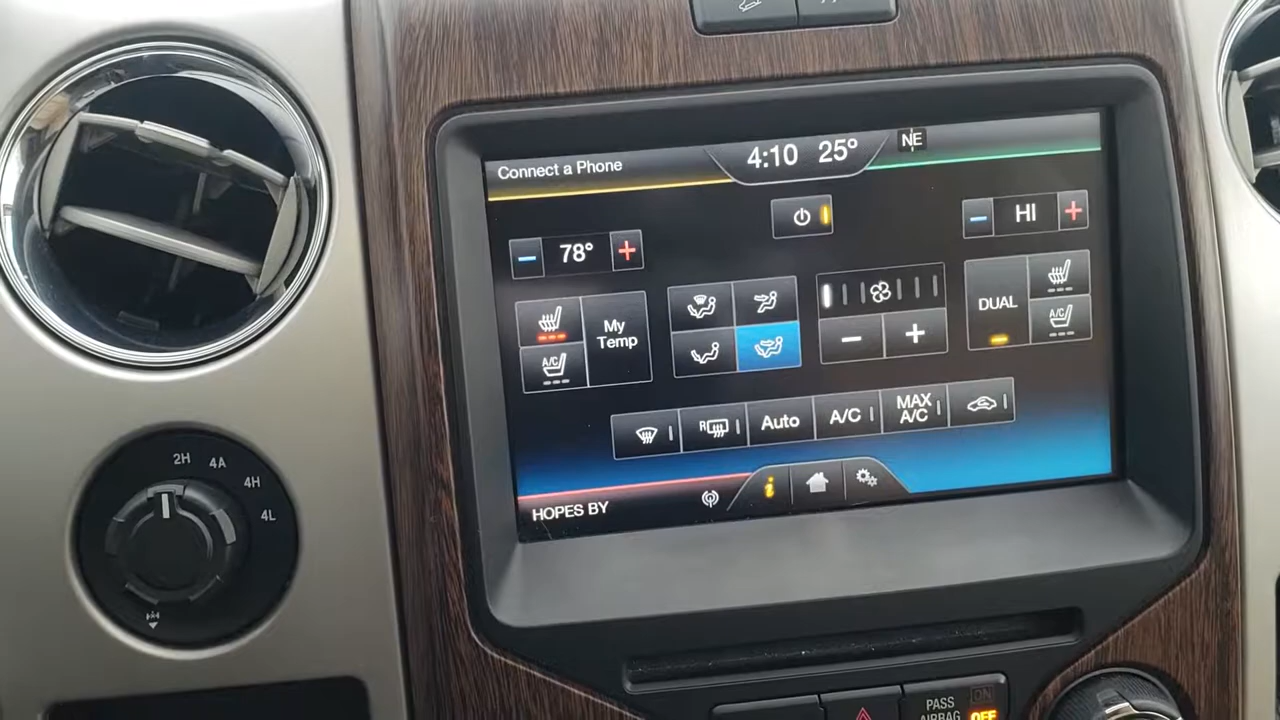 Connect a Phone
4:10 25°
NE
78°
HI
My
Temp
A/C
DUAL
A/C
R
Auto
A/C
MAX
A/C
i
HOPES BY
2H
4A
4H
4L
PASS
AIRBAG
ON
OFF